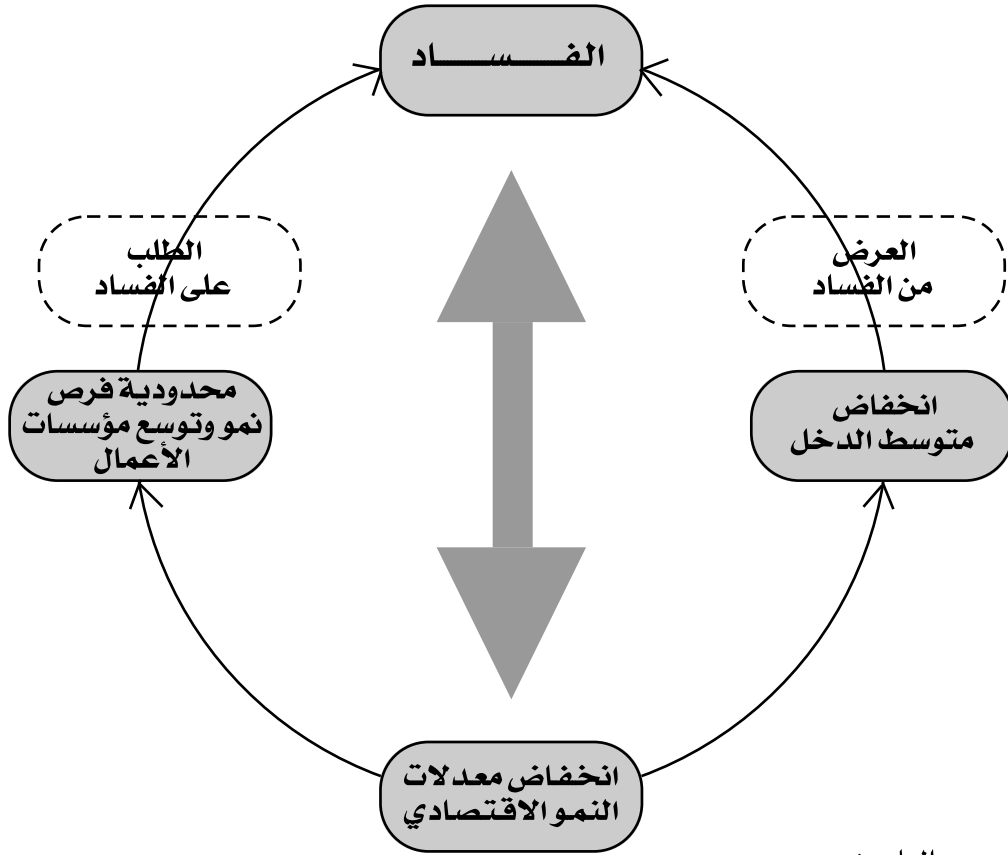 الفساد
العرض
من الفساد
الطلب
على الفساد
انخفاض
متوسط الدخل
محدودية فرص
نمو وتوسع مؤسسات
الأعمال
انخفاض معدلات
النمو الاقتصادي